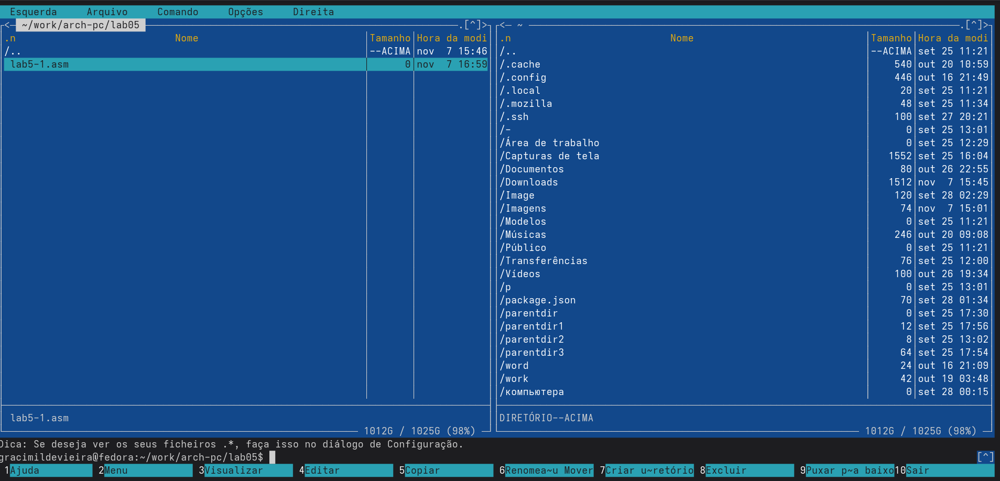 Esquerda Arquivo Comando Opções Direita
<─ ~/work/arch-pc/lab05 .[^]> <─ ~ .[^]>
.n Nome Tamanho Hora da modi .n Nome Tamanho Hora da modi
/.. --ACIMA nov 7 15:46 /.. --ACIMA set 25 11:21
lab5-1.asm 0 nov 7 16:59 /.cache 540 out 20 10:59
/.config 446 out 16 21:49
/.local 20 set 25 11:21
/.mozilla 48 set 25 11:34
/.ssh 100 set 27 20:21
/- 0 set 25 13:01
/Área de trabalho 0 set 25 12:29
/Capturas de tela 1552 set 25 16:04
/Documentos 80 out 26 22:55
/Downloads 1512 nov 7 15:45
/Image 120 set 28 02:29
/Imagens 74 nov 7 15:01
/Modelos 0 set 25 11:21
/Músicas 246 out 20 09:08
/Público 0 set 25 11:21
/Transferências 76 set 25 12:00
/Vídeos 100 out 26 19:34
/p 0 set 25 13:01
/package.json 70 set 28 01:34
/parentdir 0 set 25 17:30
/parentdir1 12 set 25 17:56
/parentdir2 8 set 25 13:02
/parentdir3 64 set 25 17:54
/word 24 out 16 21:09
/work 42 out 19 03:48
/компьютера 0 set 28 00:15
lab5-1.asm DIRETÓRIO--ACIMA
1012G / 1025G (98%) 1012G / 1025G (98%)
Dica: Se deseja ver os seus ficheiros .*, faça isso no diálogo de Configuração.
gracimildevieira@fedora:~/work/arch-pc/lab05$ [^]
1Ajuda 2Menu 3Visualizar 4Editar 5Copiar 6Renomea~u Mover 7Criar u~retório 8Excluir 9Puxar p~a baixo 10Sair